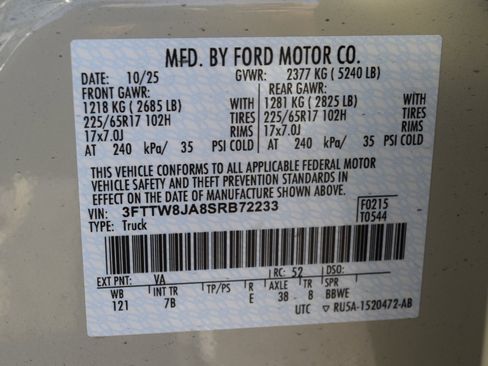 MFD. BY FORD MOTOR CO.
DATE: 10/25 GVWR: 2377 KG ( 5240 LB)
FRONT GAWR: REAR GAWR:
1218 KG ( 2685 LB) WITH 1281 KG ( 2825 LB) WITH
225/65R17 102H TIRES 225/65R17 102H TIRES
17x7.0J RIMS 17x7.0J RIMS
AT 240 kPa/ 35 PSI COLD AT 240 kPa/ 35 PSI COLD
THIS VEHICLE CONFORMS TO ALL APPLICABLE FEDERAL MOTOR
VEHICLE SAFETY AND THEFT PREVENTION STANDARDS IN EFFECT
ON THE DATE OF MANUFACTURE SHOWN ABOVE.
VIN: 3FTTW8JA8SRB72233 F0215
TYPE: Truck T0544
EXT PNT: VA RC: 52 DSO:
WB INT TR TP/PS R AXLE TR SPR
121 7B E 38 8 BBWE
UTC ▽ RU5A-1520472-AB